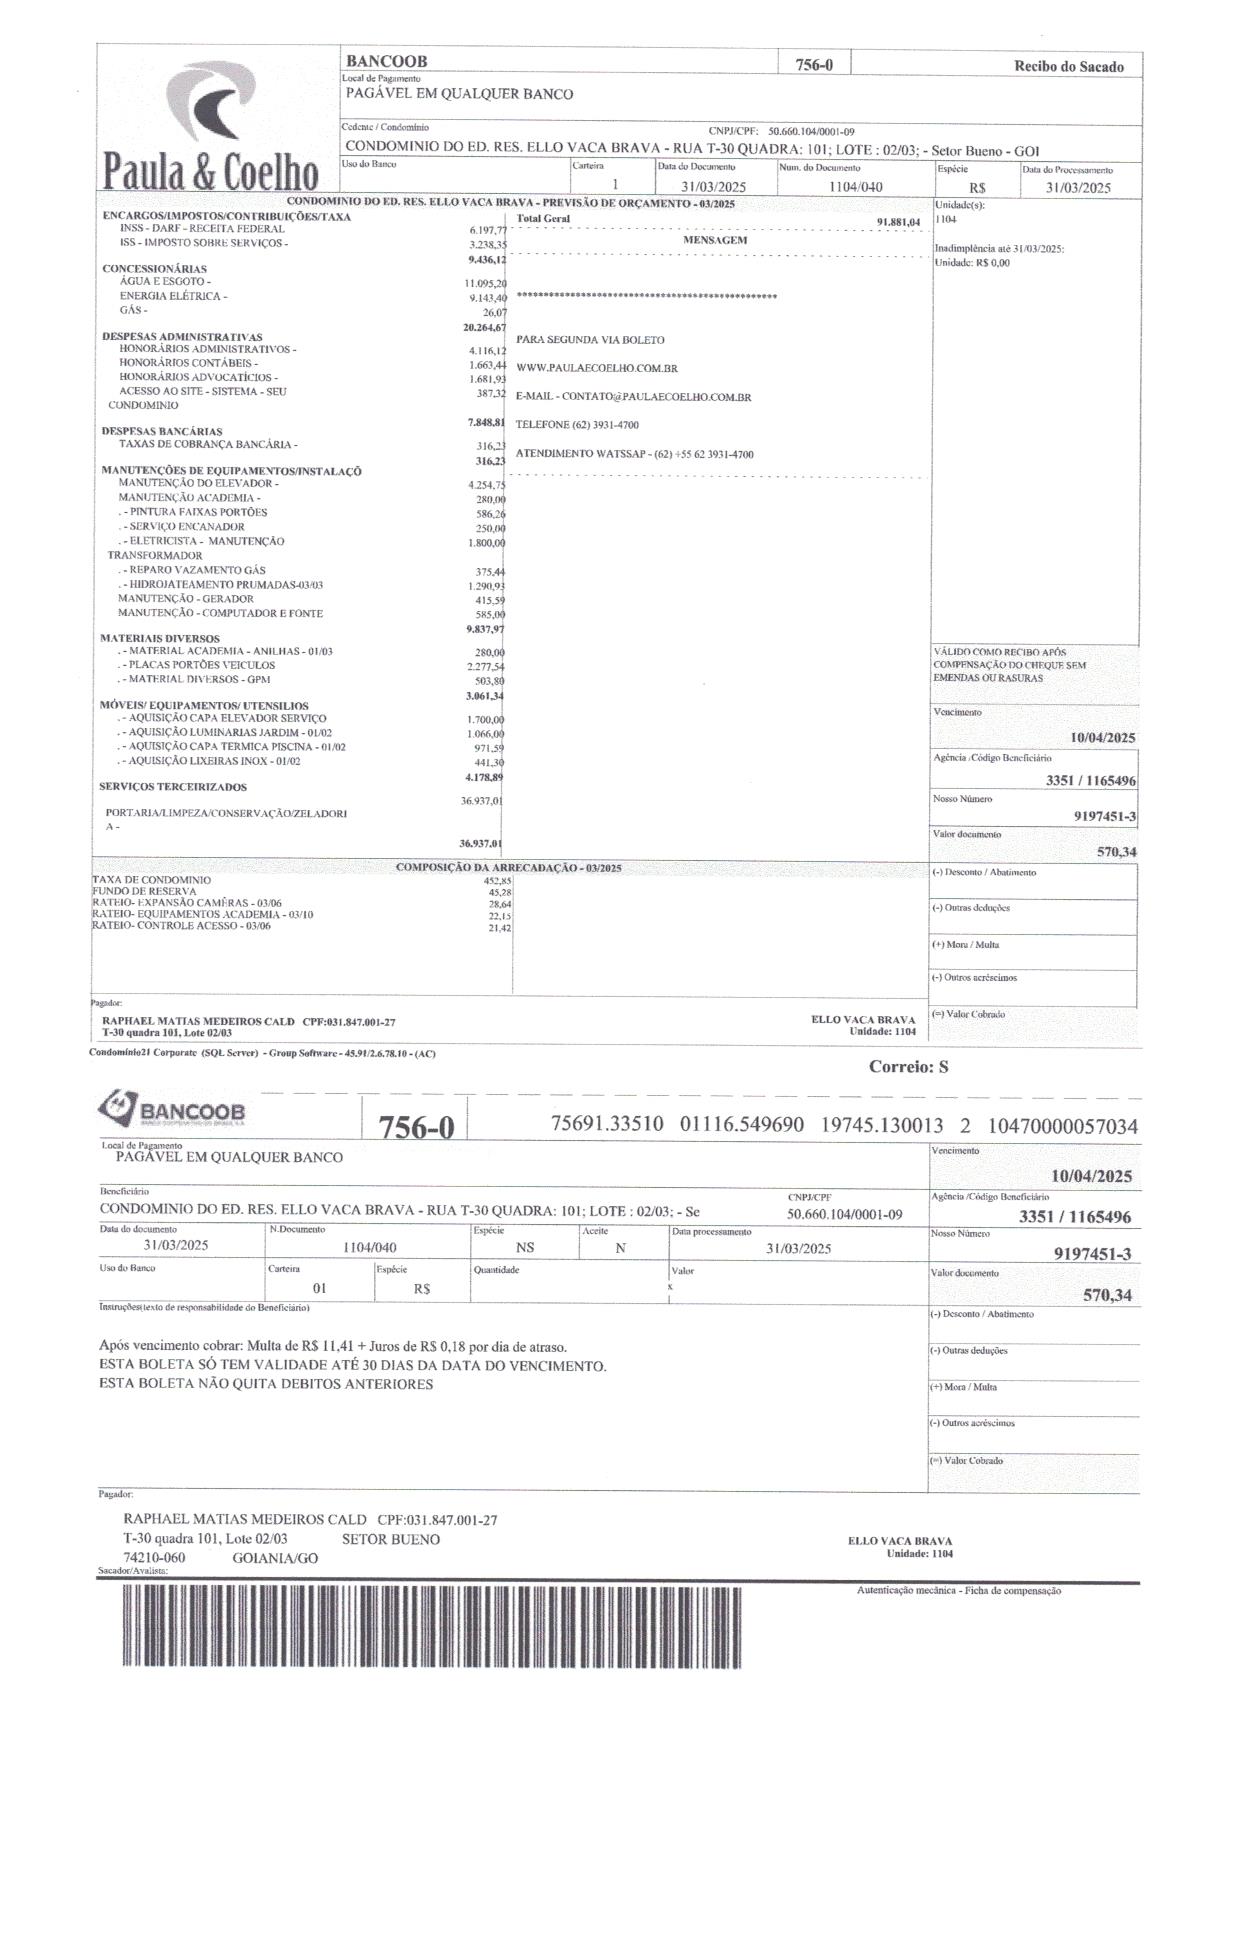 Paula & Coelho
BANCOOB 756-0 Recibo do Sacado
Local de Pagamento
PAGÁVEL EM QUALQUER BANCO
Cedente / Condomínio CNPJ/CPF: 50.660.104/0001-09
CONDOMINIO DO ED. RES. ELLO VACA BRAVA - RUA T-30 QUADRA: 101; LOTE : 02/03; - Setor Bueno - GOI
Uso do Banco Carteira Data do Documento Num. do Documento Espécie Data do Processamento
1 31/03/2025 1104/040 R$ 31/03/2025
CONDOMINIO DO ED. RES. ELLO VACA BRAVA - PREVISÃO DE ORÇAMENTO - 03/2025
ENCARGOS/IMPOSTOS/CONTRIBUIÇÕES/TAXA
INSS - DARF - RECEITA FEDERAL 6.197,77
ISS - IMPOSTO SOBRE SERVIÇOS - 3.238,35
9.436,12
CONCESSIONÁRIAS
ÁGUA E ESGOTO - 11.095,20
ENERGIA ELÉTRICA - 9.143,40
GÁS - 26,07
20.264,67
DESPESAS ADMINISTRATIVAS
HONORÁRIOS ADMINISTRATIVOS - 4.116,12
HONORÁRIOS CONTÁBEIS - 1.663,44
HONORÁRIOS ADVOCATÍCIOS - 1.681,93
ACESSO AO SITE - SISTEMA - SEU 387,32
CONDOMINIO
7.848,81
DESPESAS BANCÁRIAS
TAXAS DE COBRANÇA BANCÁRIA - 316,23
316,23
MANUTENÇÕES DE EQUIPAMENTOS/INSTALAÇÕ
MANUTENÇÃO DO ELEVADOR - 4.254,75
MANUTENÇÃO ACADEMIA - 280,00
. - PINTURA FAIXAS PORTÕES 586,26
. - SERVIÇO ENCANADOR 250,00
. - ELETRICISTA - MANUTENÇÃO 1.800,00
TRANSFORMADOR
. - REPARO VAZAMENTO GÁS 375,44
. - HIDROJATEAMENTO PRUMADAS-03/03 1.290,93
MANUTENÇÃO - GERADOR 415,59
MANUTENÇÃO - COMPUTADOR E FONTE 585,00
9.837,97
MATERIAIS DIVERSOS
. - MATERIAL ACADEMIA - ANILHAS - 01/03 280,00
. - PLACAS PORTÕES VEICULOS 2.277,54
. - MATERIAL DIVERSOS - GPM 503,80
3.061,34
MÓVEIS/ EQUIPAMENTOS/ UTENSILIOS
. - AQUISIÇÃO CAPA ELEVADOR SERVIÇO 1.700,00
. - AQUISIÇÃO LUMINARIAS JARDIM - 01/02 1.066,00
. - AQUISIÇÃO CAPA TERMICA PISCINA - 01/02 971,59
. - AQUISIÇÃO LIXEIRAS INOX - 01/02 441,30
4.178,89
SERVIÇOS TERCEIRIZADOS
36.937,01
PORTARIA/LIMPEZA/CONSERVAÇÃO/ZELADORI
A -
36.937,01
Total Geral 91.881,04
MENSAGEM
************************************************
PARA SEGUNDA VIA BOLETO
WWW.PAULAECOELHO.COM.BR
E-MAIL - CONTATO@PAULAECOELHO.COM.BR
TELEFONE (62) 3931-4700
ATENDIMENTO WATSSAP - (62) +55 62 3931-4700
Unidade(s):
1104
Inadimplência até 31/03/2025:
Unidade: R$ 0,00
VÁLIDO COMO RECIBO APÓS
COMPENSAÇÃO DO CHEQUE SEM
EMENDAS OU RASURAS
Vencimento
10/04/2025
Agência /Código Beneficiário
3351 / 1165496
Nosso Número
9197451-3
Valor documento
570,34
(-) Desconto / Abatimento
(-) Outras deduções
(+) Mora / Multa
(-) Outros acréscimos
(=) Valor Cobrado
COMPOSIÇÃO DA ARRECADAÇÃO - 03/2025
TAXA DE CONDOMINIO 452,85
FUNDO DE RESERVA 45,28
RATEIO- EXPANSÃO CAMÊRAS - 03/06 28,64
RATEIO- EQUIPAMENTOS ACADEMIA - 03/10 22,15
RATEIO- CONTROLE ACESSO - 03/06 21,42
Pagador:
RAPHAEL MATIAS MEDEIROS CALD CPF:031.847.001-27 ELLO VACA BRAVA
T-30 quadra 101, Lote 02/03 Unidade: 1104
Condomínio21 Corporate (SQL Server) - Group Software - 45.91/2.6.78.10 - (AC)
Correio: S
BANCOOB 756-0 75691.33510 01116.549690 19745.130013 2 10470000057034
Local de Pagamento Vencimento
PAGÁVEL EM QUALQUER BANCO 10/04/2025
Beneficiário CNPJ/CPF Agência /Código Beneficiário
CONDOMINIO DO ED. RES. ELLO VACA BRAVA - RUA T-30 QUADRA: 101; LOTE : 02/03; - Se 50.660.104/0001-09 3351 / 1165496
Data do documento N.Documento Espécie Aceite Data processamento Nosso Número
31/03/2025 1104/040 NS N 31/03/2025 9197451-3
Uso do Banco Carteira Espécie Quantidade Valor Valor documento
01 R$ x 570,34
Instruções(texto de responsabilidade do Beneficiário)
(-) Desconto / Abatimento
Após vencimento cobrar: Multa de R$ 11,41 + Juros de R$ 0,18 por dia de atraso.
(-) Outras deduções
ESTA BOLETA SÓ TEM VALIDADE ATÉ 30 DIAS DA DATA DO VENCIMENTO.
ESTA BOLETA NÃO QUITA DEBITOS ANTERIORES
(+) Mora / Multa
(-) Outros acréscimos
(=) Valor Cobrado
Pagador:
RAPHAEL MATIAS MEDEIROS CALD CPF:031.847.001-27
T-30 quadra 101, Lote 02/03 SETOR BUENO ELLO VACA BRAVA
74210-060 GOIANIA/GO Unidade: 1104
Sacador/Avalista:
Autenticação mecânica - Ficha de compensação